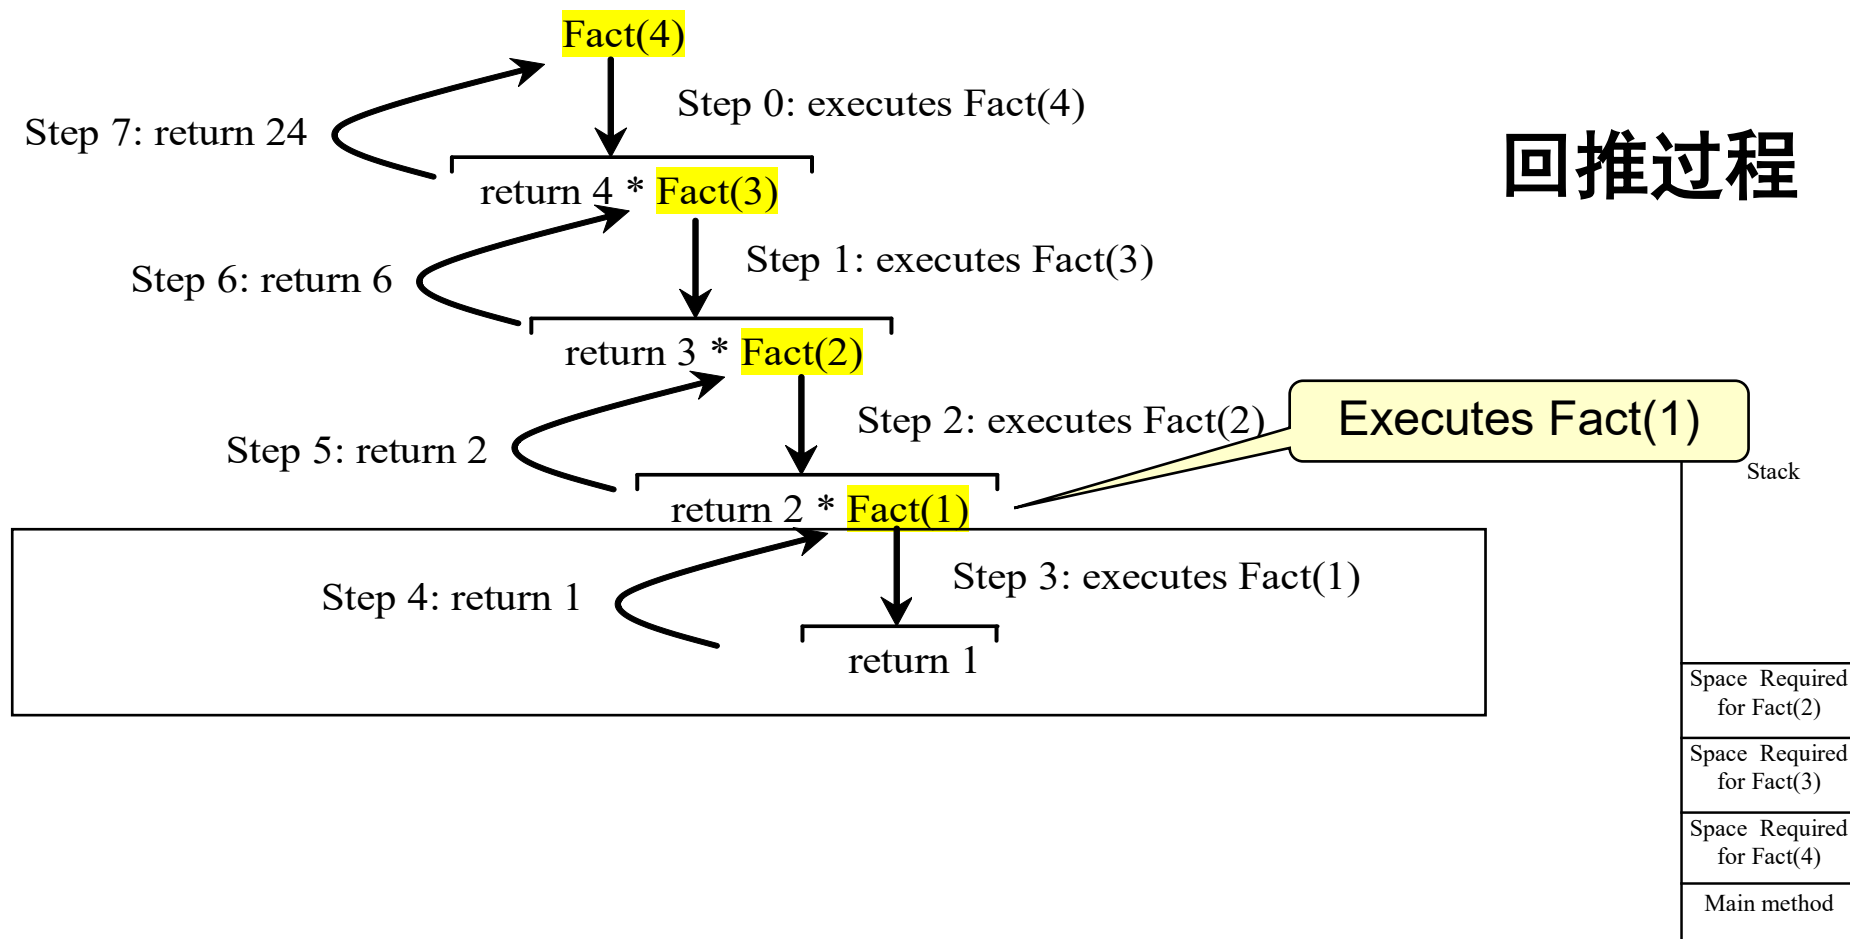 Fact(4)
Step 0: executes Fact(4)
Step 7: return 24
回推过程
return 4 * Fact(3)
Step 1: executes Fact(3)
Step 6: return 6
return 3 * Fact(2)
Step 2: executes Fact(2)
Executes Fact(1)
Step 5: return 2
Stack
return 2 * Fact(1)
Step 3: executes Fact(1)
Step 4: return 1
return 1
Space Required
for Fact(2)
Space Required
for Fact(3)
Space Required
for Fact(4)
Main method